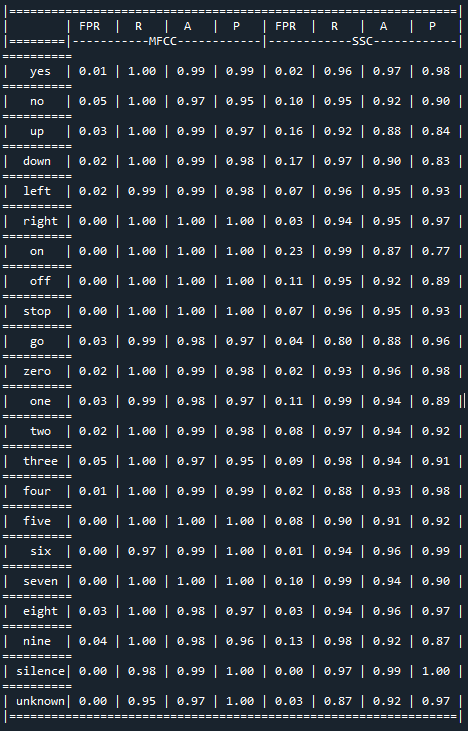 |=================================================================|
|        | FPR  |  R   |  A   |  P   | FPR  |  R   |  A   |  P   |
|========|-----------MFCC------------|------------SSC------------|
==========
|  yes   | 0.01 | 1.00 | 0.99 | 0.99 | 0.02 | 0.96 | 0.97 | 0.98 |
==========
|   no   | 0.05 | 1.00 | 0.97 | 0.95 | 0.10 | 0.95 | 0.92 | 0.90 |
==========
|   up   | 0.03 | 1.00 | 0.99 | 0.97 | 0.16 | 0.92 | 0.88 | 0.84 |
==========
|  down  | 0.02 | 1.00 | 0.99 | 0.98 | 0.17 | 0.97 | 0.90 | 0.83 |
==========
|  left  | 0.02 | 0.99 | 0.99 | 0.98 | 0.07 | 0.96 | 0.95 | 0.93 |
==========
| right  | 0.00 | 1.00 | 1.00 | 1.00 | 0.03 | 0.94 | 0.95 | 0.97 |
==========
|   on   | 0.00 | 1.00 | 1.00 | 1.00 | 0.23 | 0.99 | 0.87 | 0.77 |
==========
|  off   | 0.00 | 1.00 | 1.00 | 1.00 | 0.11 | 0.95 | 0.92 | 0.89 |
==========
|  stop  | 0.00 | 1.00 | 1.00 | 1.00 | 0.07 | 0.96 | 0.95 | 0.93 |
==========
|   go   | 0.03 | 0.99 | 0.98 | 0.97 | 0.04 | 0.80 | 0.88 | 0.96 |
==========
|  zero  | 0.02 | 1.00 | 0.99 | 0.98 | 0.02 | 0.93 | 0.96 | 0.98 |
==========
|  one   | 0.03 | 0.99 | 0.98 | 0.97 | 0.11 | 0.99 | 0.94 | 0.89 |
==========
|  two   | 0.02 | 1.00 | 0.99 | 0.98 | 0.08 | 0.97 | 0.94 | 0.92 |
==========
| three  | 0.05 | 1.00 | 0.97 | 0.95 | 0.09 | 0.98 | 0.94 | 0.91 |
==========
|  four  | 0.01 | 1.00 | 0.99 | 0.99 | 0.02 | 0.88 | 0.93 | 0.98 |
==========
|  five  | 0.00 | 1.00 | 1.00 | 1.00 | 0.08 | 0.90 | 0.91 | 0.92 |
==========
|  six   | 0.00 | 0.97 | 0.99 | 1.00 | 0.01 | 0.94 | 0.96 | 0.99 |
==========
| seven  | 0.00 | 1.00 | 1.00 | 1.00 | 0.10 | 0.99 | 0.94 | 0.90 |
==========
| eight  | 0.03 | 1.00 | 0.98 | 0.97 | 0.03 | 0.94 | 0.96 | 0.97 |
==========
|  nine  | 0.04 | 1.00 | 0.98 | 0.96 | 0.13 | 0.98 | 0.92 | 0.87 |
==========
| silence| 0.00 | 0.98 | 0.99 | 1.00 | 0.00 | 0.97 | 0.99 | 1.00 |
==========
| unknown| 0.00 | 0.95 | 0.97 | 1.00 | 0.03 | 0.87 | 0.92 | 0.97 |
|=================================================================|